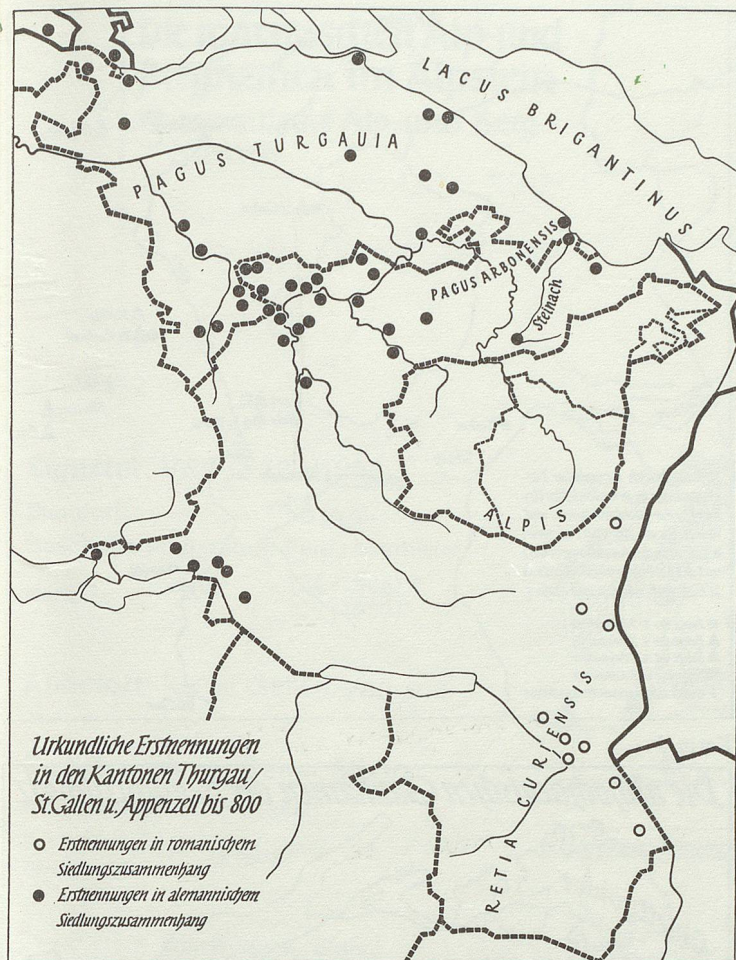 LACUS BRIGANTINUS
PAGUS TURGAUIA
PAGUS ARBONENSIS
Steinach
ALPIS
RETIA CURIENSIS
Urkundliche Erstnennungen
in den Kantonen Thurgau/
St.Gallen u. Appenzell bis 800
Erstnennungen in romanischem
Siedlungszusammenhang
Erstnennungen in alemannischem
Siedlungszusammenhang